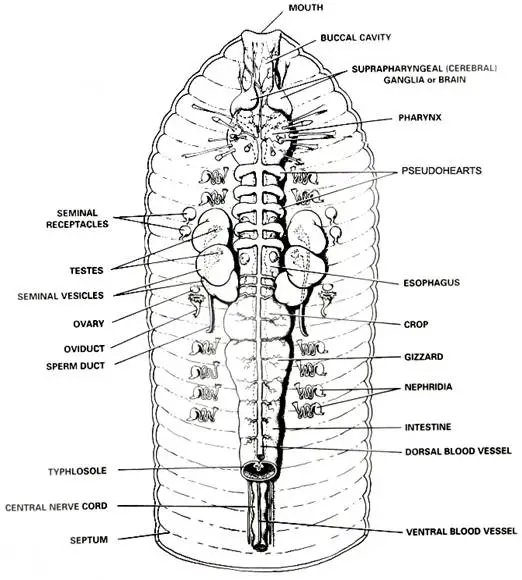 MOUTH
BUCCAL CAVITY
SUPRAPHARYNGEAL (CEREBRAL)
GANGLIA or BRAIN
PHARYNX
PSEUDOHEARTS
SEMINAL
RECEPTACLES
TESTES
SEMINAL VESICLES
OVARY
OVIDUCT
SPERM DUCT
ESOPHAGUS
CROP
GIZZARD
NEPHRIDIA
INTESTINE
DORSAL BLOOD VESSEL
TYPHLOSOLE
CENTRAL NERVE CORD
SEPTUM
VENTRAL BLOOD VESSEL